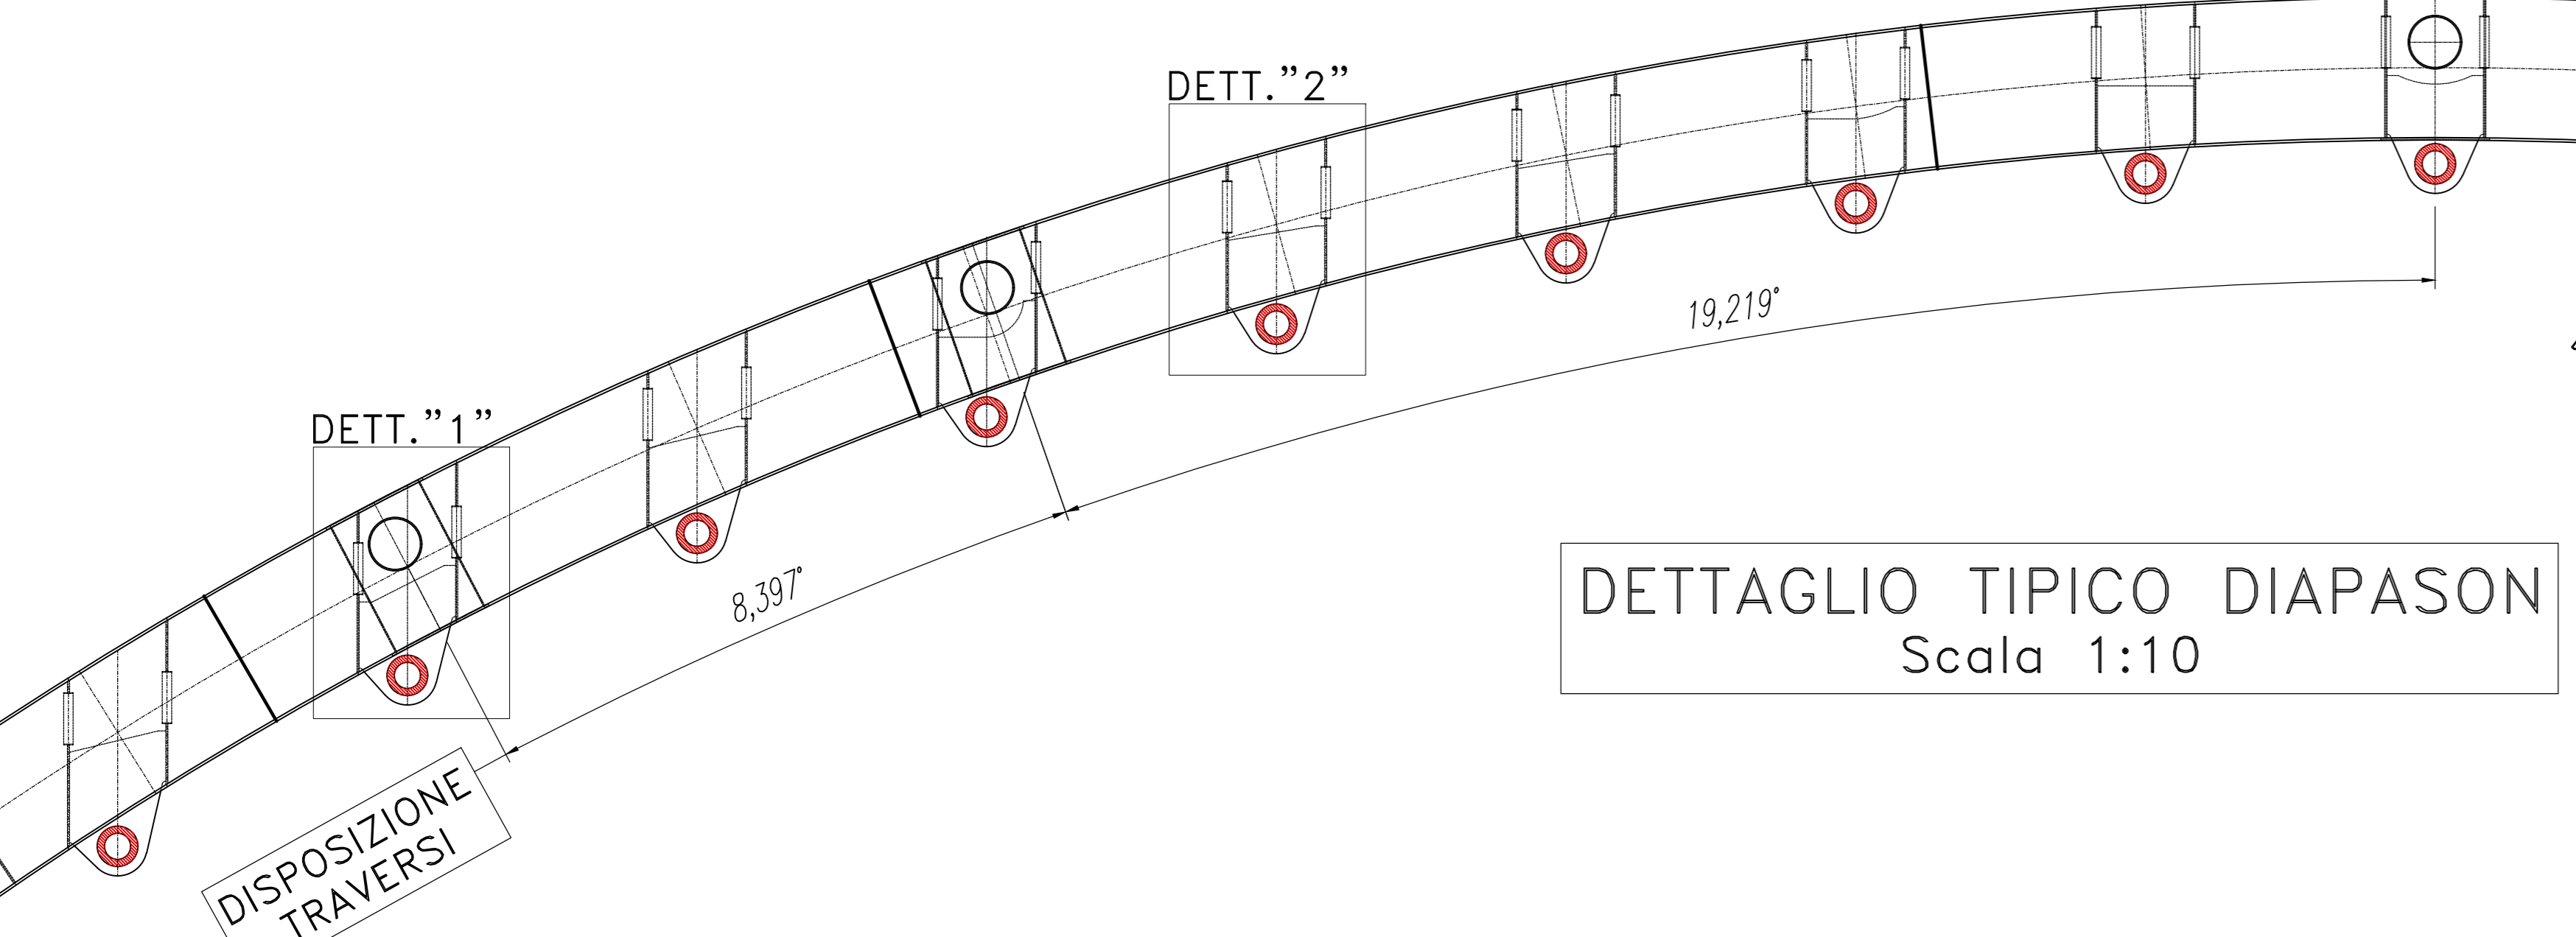 DETT."2"
DETT."1"
19,219°
8,397°
DETTAGLIO TIPICO DIAPASON
Scala 1:10
DISPOSIZIONE
TRAVERSI